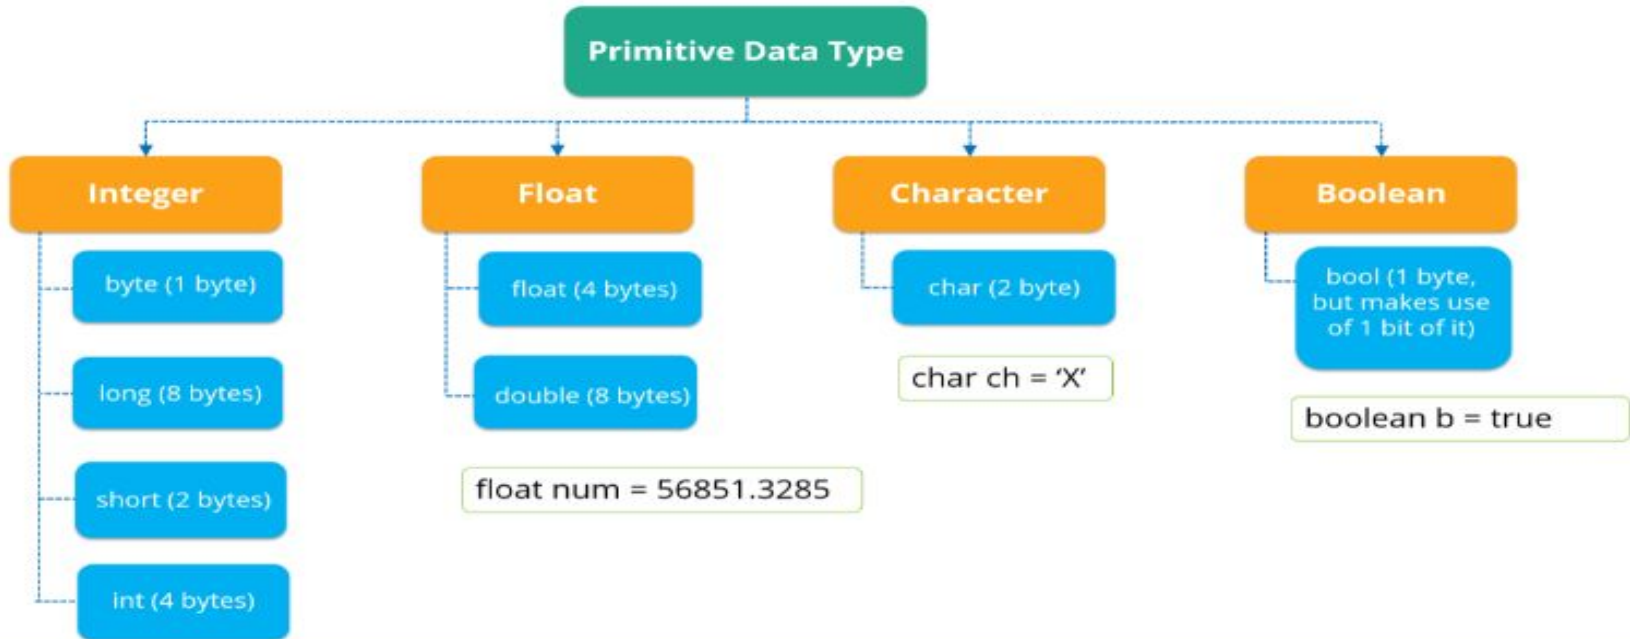 Primitive Data Type
Integer
Float
Character
Boolean
byte (1 byte)
long (8 bytes)
short (2 bytes)
int (4 bytes)
float (4 bytes)
double (8 bytes)
float num = 56851.3285
char (2 byte)
char ch = ‘X’
bool (1 byte,
but makes use
of 1 bit of it)
boolean b = true